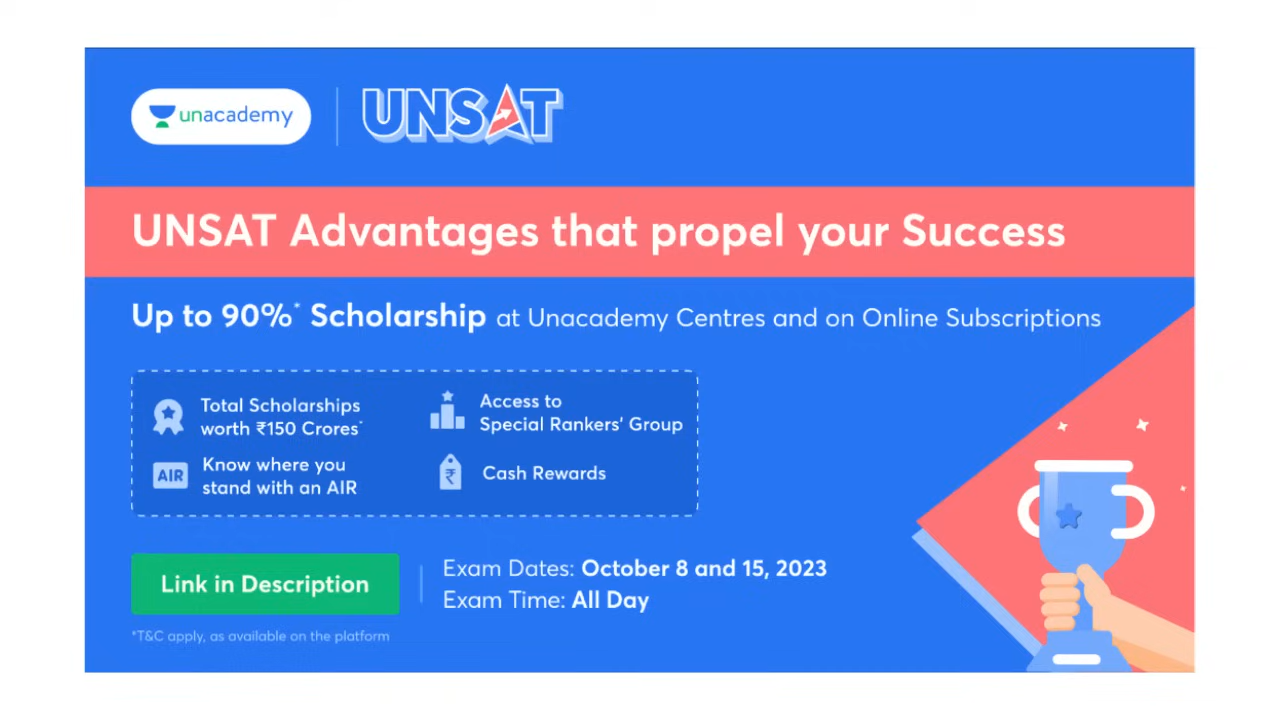 unacademy
UNSAT
UNSAT Advantages that propel your Success
Up to 90%* Scholarship at Unacademy Centres and on Online Subscriptions
Total Scholarships
worth ₹150 Crores*
Access to
Special Rankers' Group
AIR
Know where you
stand with an AIR
₹
Cash Rewards
Link in Description
Exam Dates: October 8 and 15, 2023
Exam Time: All Day
*T&C apply, as available on the platform